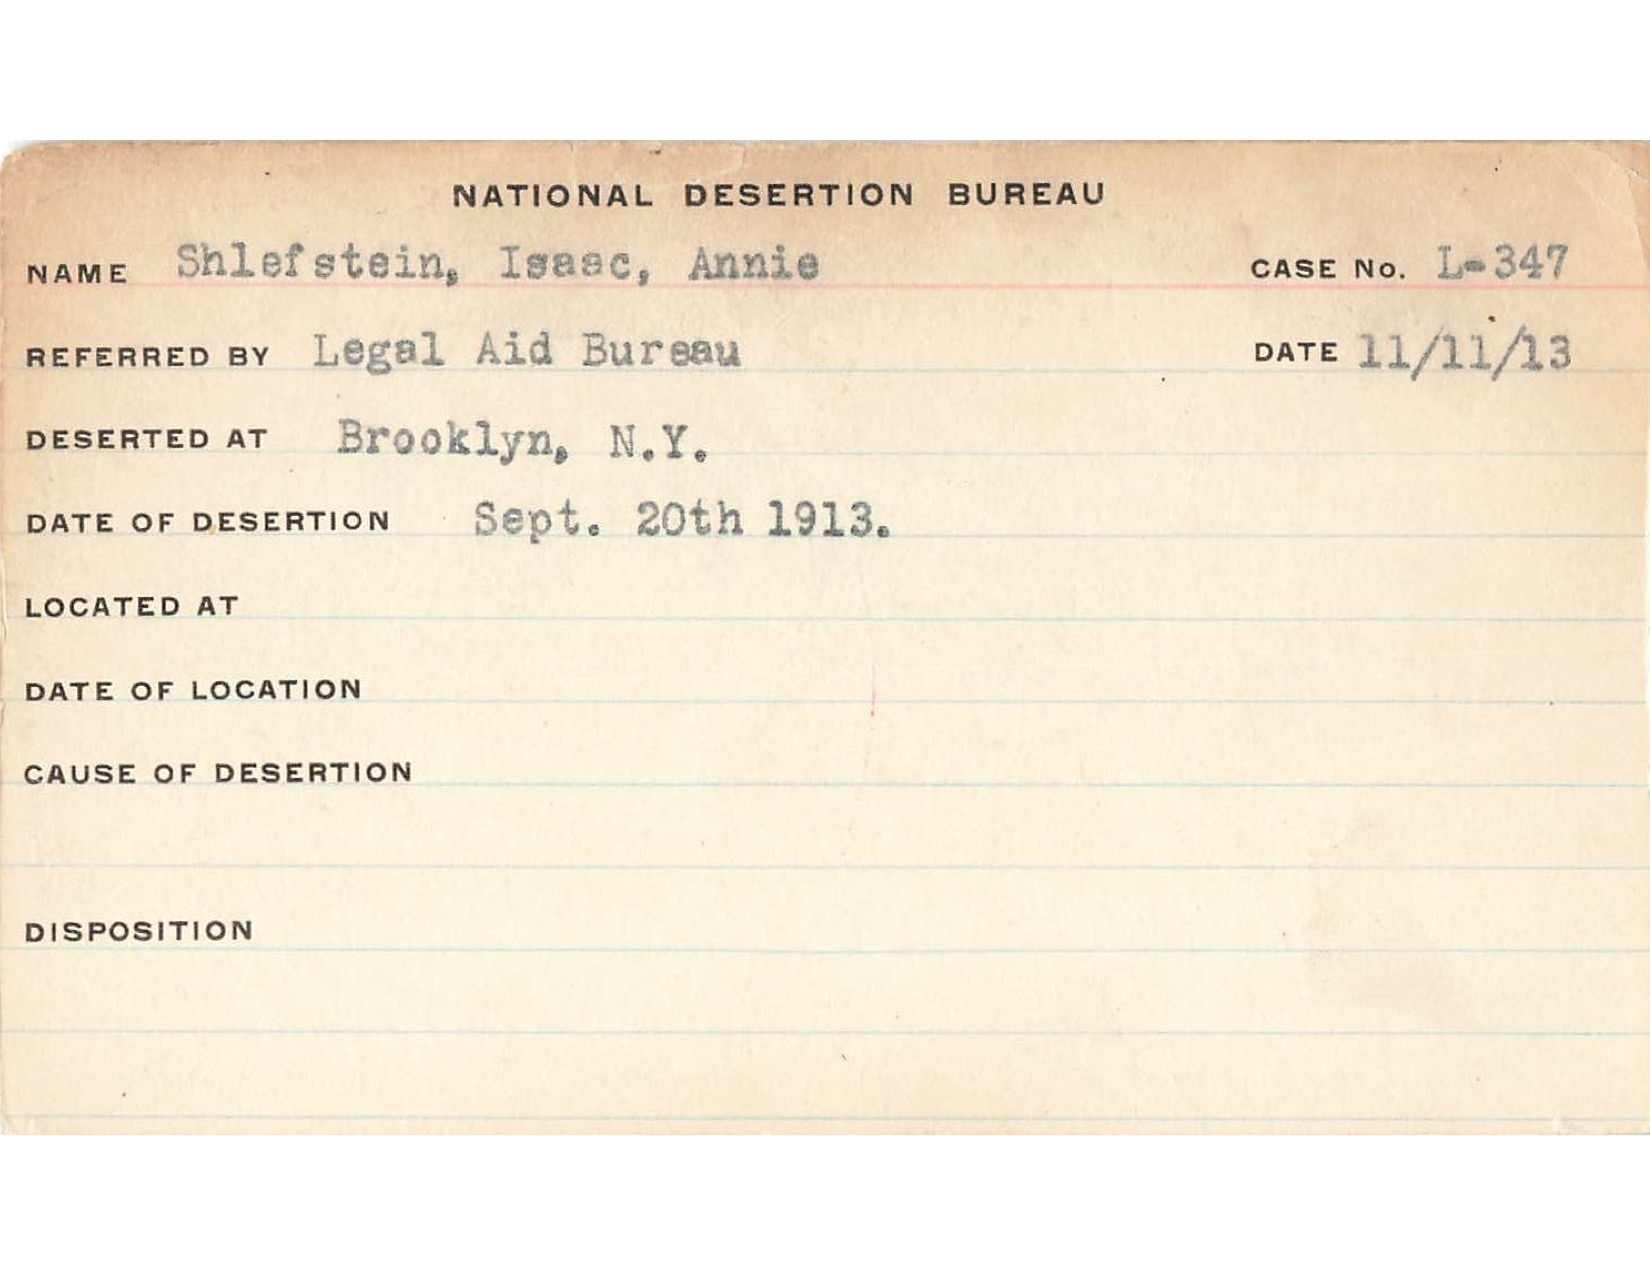 NATIONAL DESERTION BUREAU
NAME Shlefstein, Isaac, Annie CASE No. L-347
REFERRED BY Legal Aid Bureau DATE 11/11/13
DESERTED AT Brooklyn, N.Y.
DATE OF DESERTION Sept. 20th 1913.
LOCATED AT
DATE OF LOCATION
CAUSE OF DESERTION
DISPOSITION